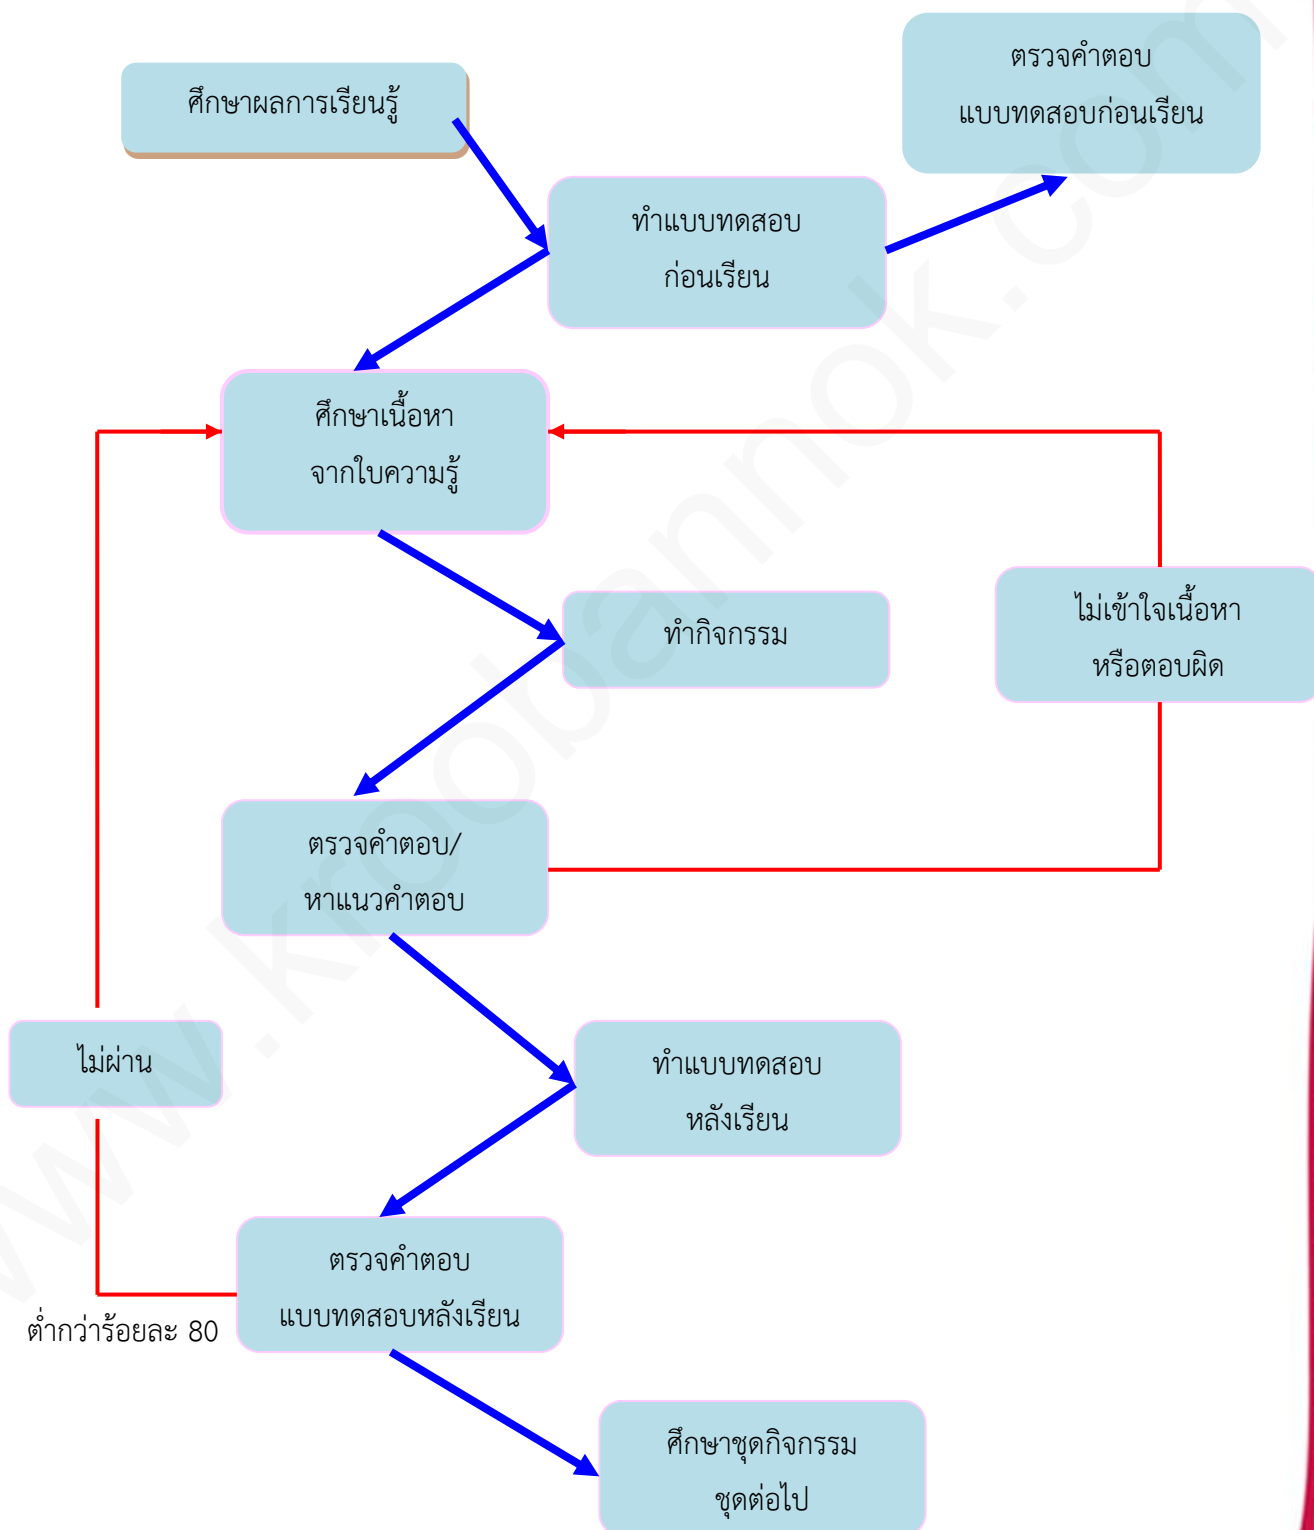 ตรวจคำตอบ
แบบทดสอบก่อนเรียน
ศึกษาผลการเรียนรู้
ทำแบบทดสอบ
ก่อนเรียน
ศึกษาเนื้อหา
จากใบความรู้
ทำกิจกรรม
ไม่เข้าใจเนื้อหา
หรือตอบผิด
ตรวจคำตอบ/
หาแนวคำตอบ
ไม่ผ่าน
ทำแบบทดสอบ
หลังเรียน
ตรวจคำตอบ
แบบทดสอบหลังเรียน
ต่ำกว่าร้อยละ 80
ศึกษาชุดกิจกรรม
ชุดต่อไป
www.kroobannok.com